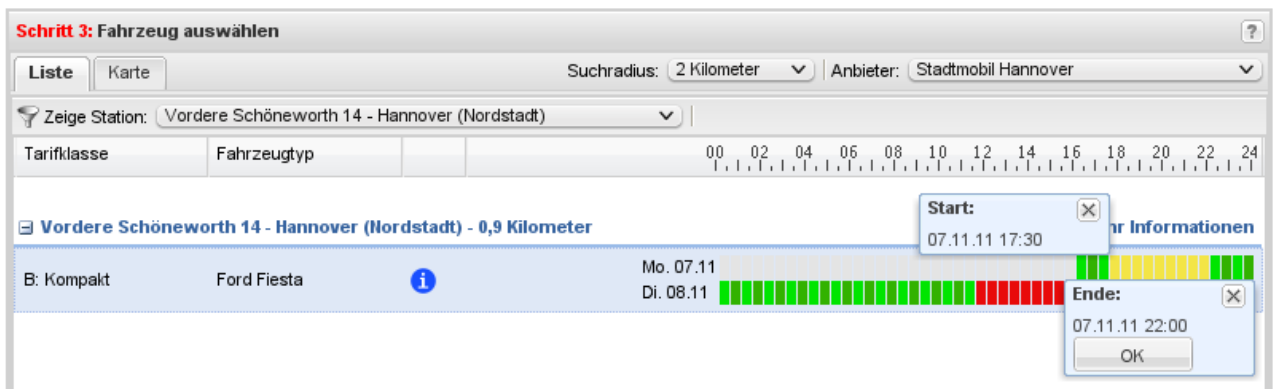 Schritt 3: Fahrzeug auswählen ?
Liste Karte Suchradius: 2 Kilometer Anbieter: Stadtmobil Hannover
Zeige Station: Vordere Schöneworth 14 - Hannover (Nordstadt)
Tarifklasse Fahrzeugtyp 00 02 04 06 08 10 12 14 16 18 20 22 24
Start:
07.11.11 17:30
Vordere Schöneworth 14 - Hannover (Nordstadt) - 0,9 Kilometer Informationen
B: Kompakt Ford Fiesta i Mo. 07.11
Di. 08.11
Ende:
07.11.11 22:00
OK